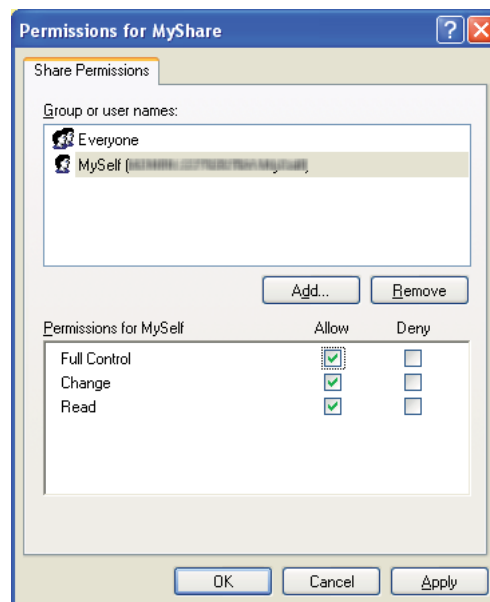 Permissions for MyShare
Share Permissions
Group or user names:
Everyone
MySelf (
Add... Remove
Permissions for MySelf Allow Deny
Full Control
Change
Read
OK Cancel Apply